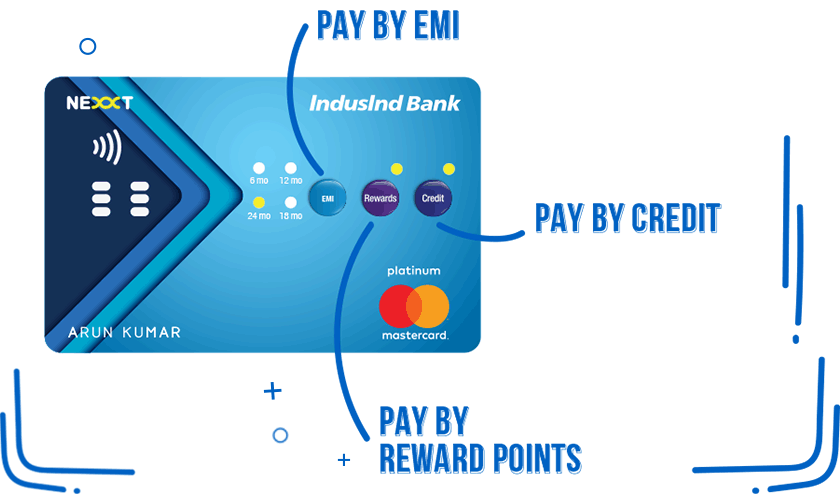 PAY BY EMI
NEXXT
IndusInd Bank
6 mo 12 mo
EMI
Rewards
Credit
24 mo 18 mo
PAY BY CREDIT
platinum
mastercard.
ARUN KUMAR
PAY BY
REWARD POINTS